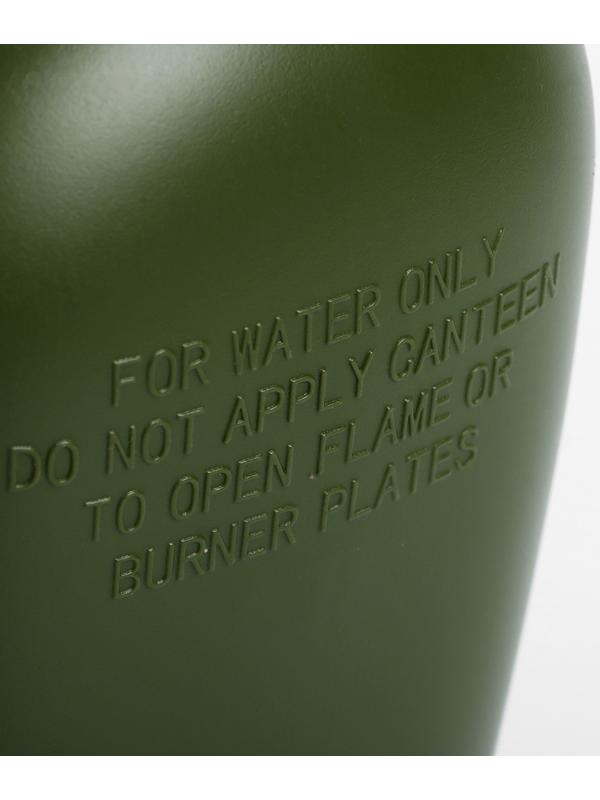 FOR WATER ONLY
DO NOT APPLY CANTEEN
TO OPEN FLAME OR
BURNER PLATES